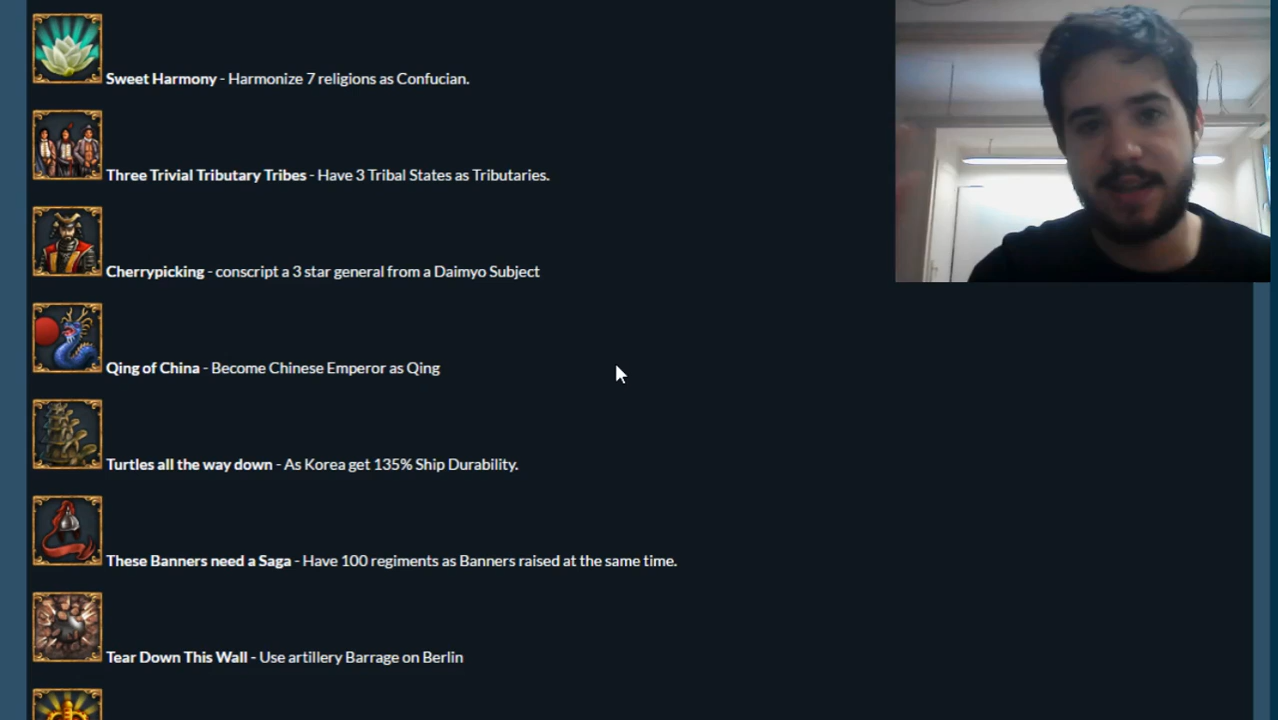 Sweet Harmony - Harmonize 7 religions as Confucian.
Three Trivial Tributary Tribes - Have 3 Tribal States as Tributaries.
Cherrypicking - conscript a 3 star general from a Daimyo Subject
Qing of China - Become Chinese Emperor as Qing
Turtles all the way down - As Korea get 135% Ship Durability.
These Banners need a Saga - Have 100 regiments as Banners raised at the same time.
Tear Down This Wall - Use artillery Barrage on Berlin